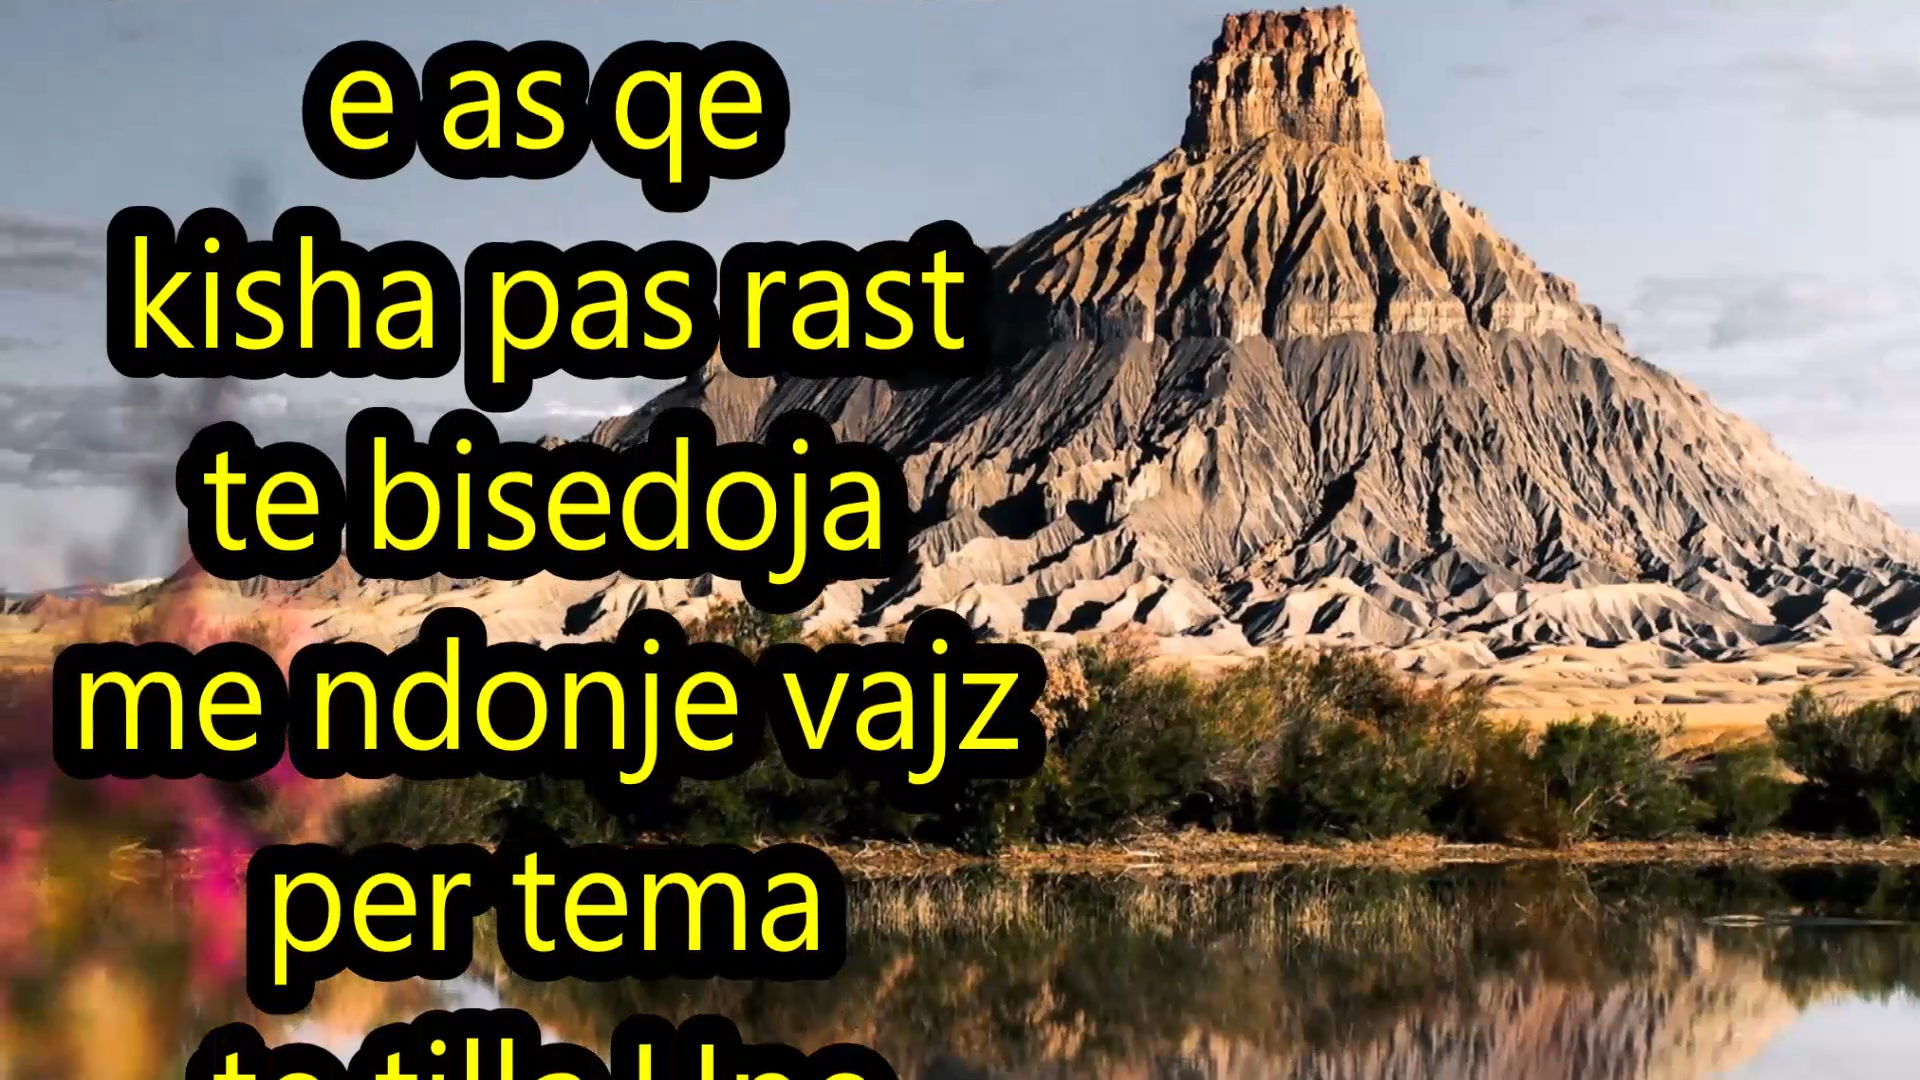 e as qe
kisha pas rast
te bisedoja
me ndonje vajz
per tema
te tilla Une